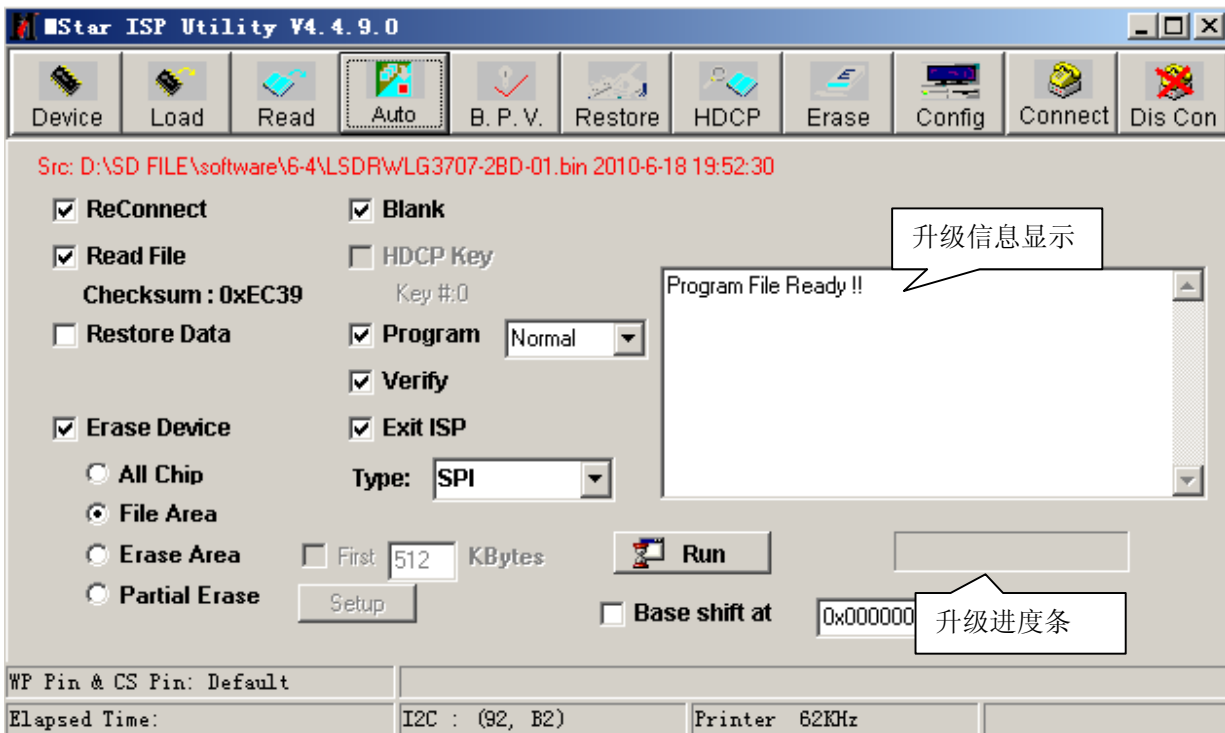 ■Star ISP Utility V4.4.9.0
Device Load Read Auto B. P. V. Restore HDCP Erase Config Connect Dis Con
Src: D:\SD FILE\software\6-4\LSDRWLG3707-2BD-01.bin 2010-6-18 19:52:30
ReConnect Blank
升级信息显示
Read File HDCP Key
Checksum : 0xEC39 Key #:0
Program File Ready !!
Restore Data Program Normal
Verify
Erase Device Exit ISP
All Chip Type: SPI
File Area
Erase Area First 512 KBytes Run
Partial Erase Setup
Base shift at 0x000000
升级进度条
WP Pin & CS Pin: Default
Elapsed Time: I2C : (92, B2) Printer 62KHz